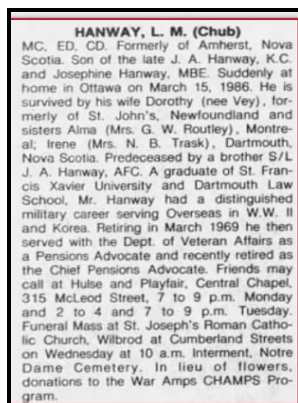 HANWAY, L. M. (Chub)
MC, ED, CD. Formerly of Amherst, Nova
Scotia. Son of the late J. A. Hanway, K.C.
and Josephine Hanway, MBE. Suddenly at
home in Ottawa on March 15, 1986. He is
survived by his wife Dorothy (nee Vey), for-
merly of St. John's, Newfoundland and
sisters Alma (Mrs. G. W. Routley), Montre-
al; Irene (Mrs. N. B. Trask), Dartmouth,
Nova Scotia. Predeceased by a brother S/L
J. A. Hanway, AFC. A graduate of St. Fran-
cis Xavier University and Dartmouth Law
School, Mr. Hanway had a distinguished
military career serving Overseas in W.W. II
and Korea. Retiring in March 1969 he then
served with the Dept. of Veteran Affairs as
a Pensions Advocate and recently retired as
the Chief Pensions Advocate. Friends may
call at Hulse and Playfair, Central Chapel,
315 McLeod Street, 7 to 9 p.m. Monday
and 2 to 4 and 7 to 9 p.m. Tuesday.
Funeral Mass at St. Joseph's Roman Catho-
lic Church, Wilbrod at Cumberland Streets
on Wednesday at 10 a.m. Interment, Notre
Dame Cemetery. In lieu of flowers,
donations to the War Amps CHAMPS Pro-
gram.